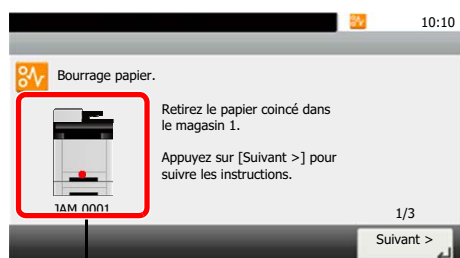 10:10
Bourrage papier.
Retirez le papier coincé dans
le magasin 1.
Appuyez sur [Suivant >] pour
suivre les instructions.
JAM 0001
1/3
Suivant >